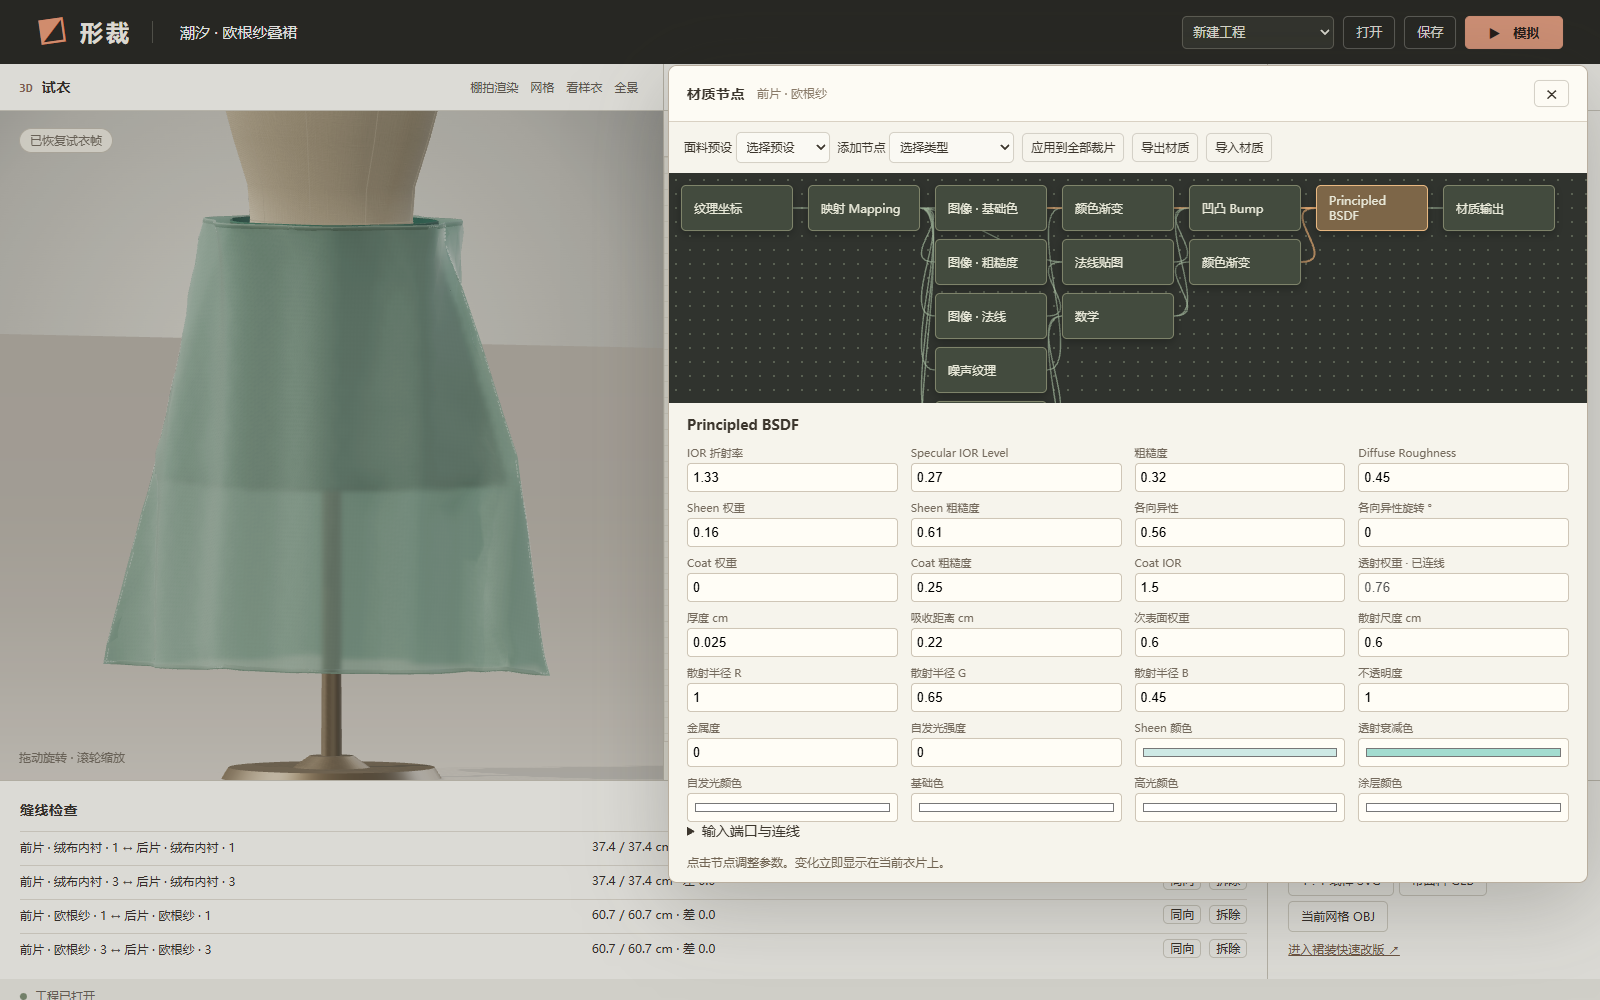 形裁
潮汐 · 欧根纱叠裙
新建工程
打开
保存
▶ 模拟
3D 试衣
棚拍渲染 网格 看样衣 全景
已恢复试衣帧
拖动旋转 · 滚轮缩放
材质节点 前片 · 欧根纱
×
面料预设 选择预设 添加节点 选择类型 应用到全部裁片 导出材质 导入材质
纹理坐标
映射 Mapping
图像 · 基础色
颜色渐变
凹凸 Bump
Principled BSDF
材质输出
图像 · 粗糙度
法线贴图
颜色渐变
图像 · 法线
数学
噪声纹理
Principled BSDF
IOR 折射率 Specular IOR Level 粗糙度 Diffuse Roughness
1.33 0.27 0.32 0.45
Sheen 权重 Sheen 粗糙度 各向异性 各向异性旋转 °
0.16 0.61 0.56 0
Coat 权重 Coat 粗糙度 Coat IOR 透射权重 · 已连线
0 0.25 1.5 0.76
厚度 cm 吸收距离 cm 次表面权重 散射尺度 cm
0.025 0.22 0.6 0.6
散射半径 R 散射半径 G 散射半径 B 不透明度
1 0.65 0.45 1
金属度 自发光强度 Sheen 颜色 透射衰减色
0 0
自发光颜色 基础色 高光颜色 涂层颜色
▶ 输入端口与连线
点击节点调整参数。变化立即显示在当前衣片上。
缝线检查
前片 · 绒布内衬 · 1 ↔ 后片 · 绒布内衬 · 1 37.4 / 37.4 cm
前片 · 绒布内衬 · 3 ↔ 后片 · 绒布内衬 · 3 37.4 / 37.4 cm · 差 0.0 同向 拆除
前片 · 欧根纱 · 1 ↔ 后片 · 欧根纱 · 1 60.7 / 60.7 cm · 差 0.0 同向 拆除
前片 · 欧根纱 · 3 ↔ 后片 · 欧根纱 · 3 60.7 / 60.7 cm · 差 0.0 同向 拆除
当前网格 OBJ
进入裙装快速改版 ↗
工程已打开